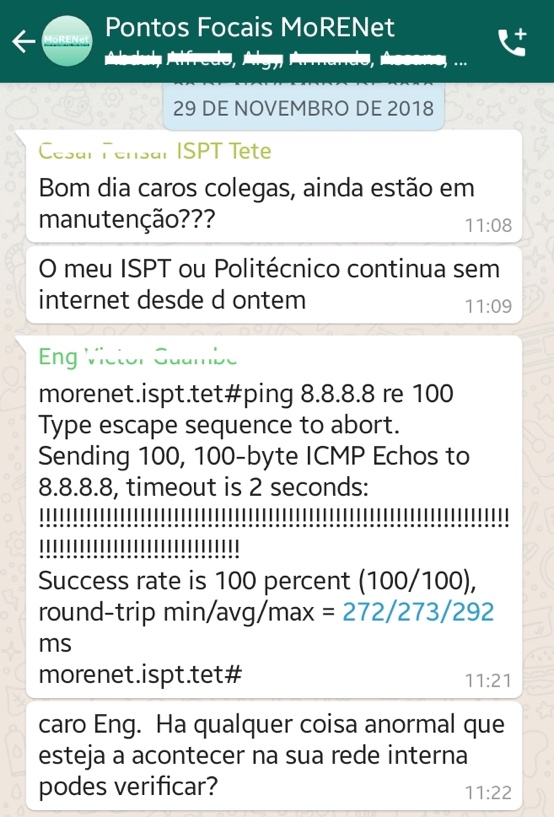 Pontos Focais MoRENet
MoRENet
...
29 DE NOVEMBRO DE 2018
ISPT Tete
Bom dia caros colegas, ainda estão em
manutenção???
11:08
O meu ISPT ou Politécnico continua sem
internet desde d ontem
11:09
Eng
morenet.ispt.tet#ping 8.8.8.8 re 100
Type escape sequence to abort.
Sending 100, 100-byte ICMP Echos to
8.8.8.8, timeout is 2 seconds:
!!!!!!!!!!!!!!!!!!!!!!!!!!!!!!!!!!!!!!!!!!!!!!!!!!!!!!!!!!!!!!!!!!!!!!
!!!!!!!!!!!!!!!!!!!!!!!!!!!!!!
Success rate is 100 percent (100/100),
round-trip min/avg/max = 272/273/292
ms
morenet.ispt.tet#
11:21
caro Eng.  Ha qualquer coisa anormal que
esteja a acontecer na sua rede interna
podes verificar?
11:22